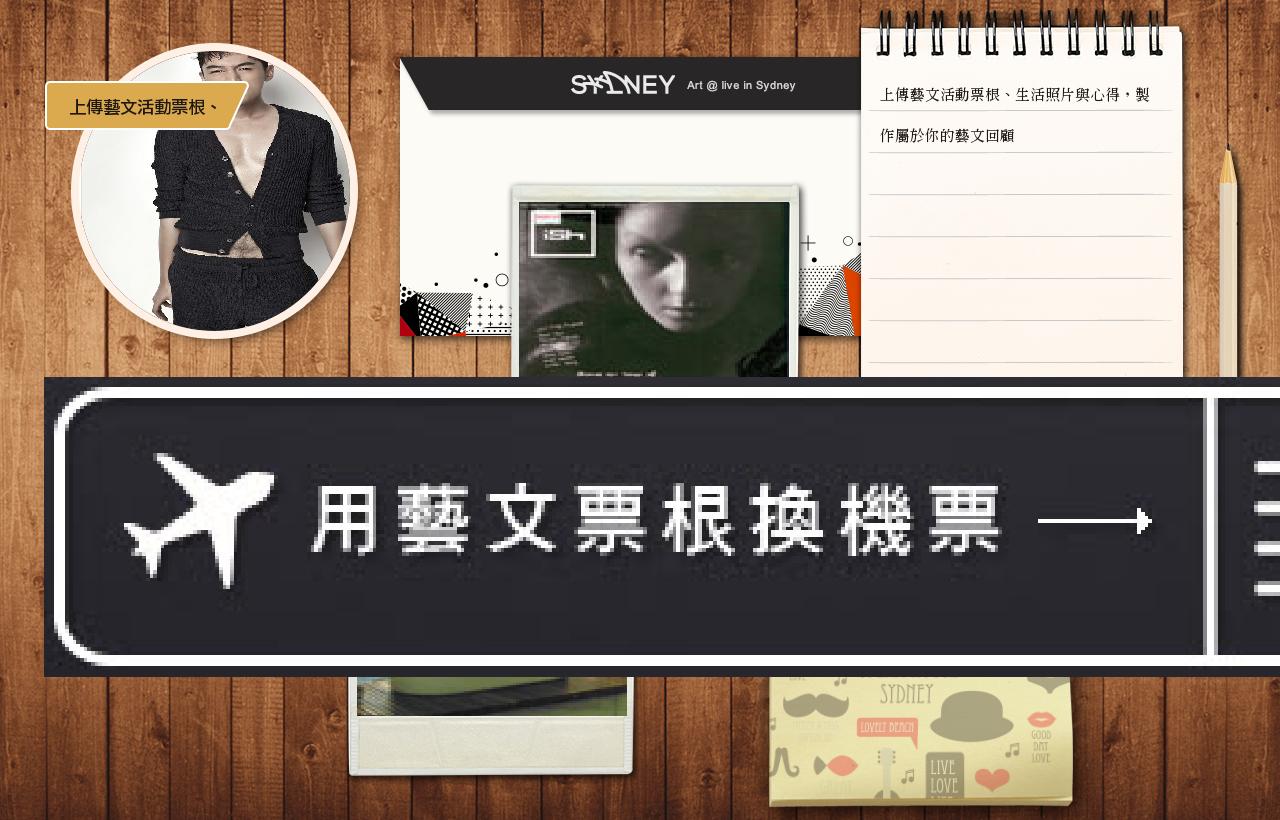 上傳藝文活動票根、
SYDNEY Art @ live in Sydney
上傳藝文活動票根、生活照片與心得，製
作屬於你的藝文回顧
ish
用藝文票根換機票
SYDNEY
LOVELY BEACH
GOOD
DAY
LOVE
LIVE
LOVE